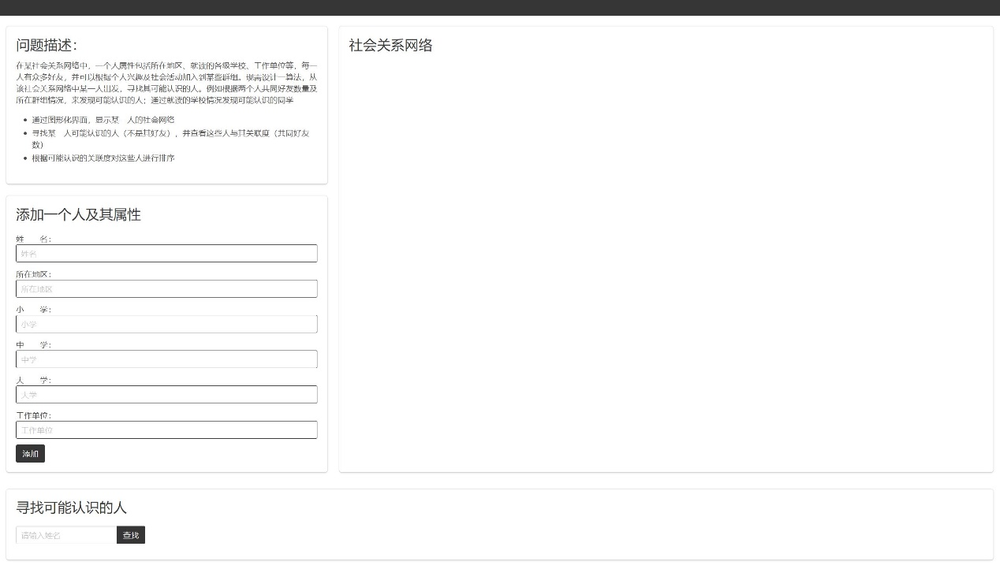 问题描述：
在某社会关系网络中，一个人属性包括所在地区、就读的各级学校、工作单位等，每一
人有众多好友，并可以根据个人兴趣及社会活动加入到某些群组。现需设计一算法，从
该社会关系网络中某一人出发，寻找其可能认识的人。例如根据两个人共同好友数量及
所在群组情况，来发现可能认识的人；通过就读的学校情况发现可能认识的同学
通过图形化界面，显示某 人的社会网络
寻找某 人可能认识的人（不是其好友），并查看这些人与其关联度（共同好友
数）
根据可能认识的关联度对这些人进行排序
添加一个人及其属性
姓 名：
姓名
所在地区：
所在地区
小 学：
小学
中 学：
中学
大 学：
大学
工作单位：
工作单位
添加
社会关系网络
寻找可能认识的人
请输入姓名 查找